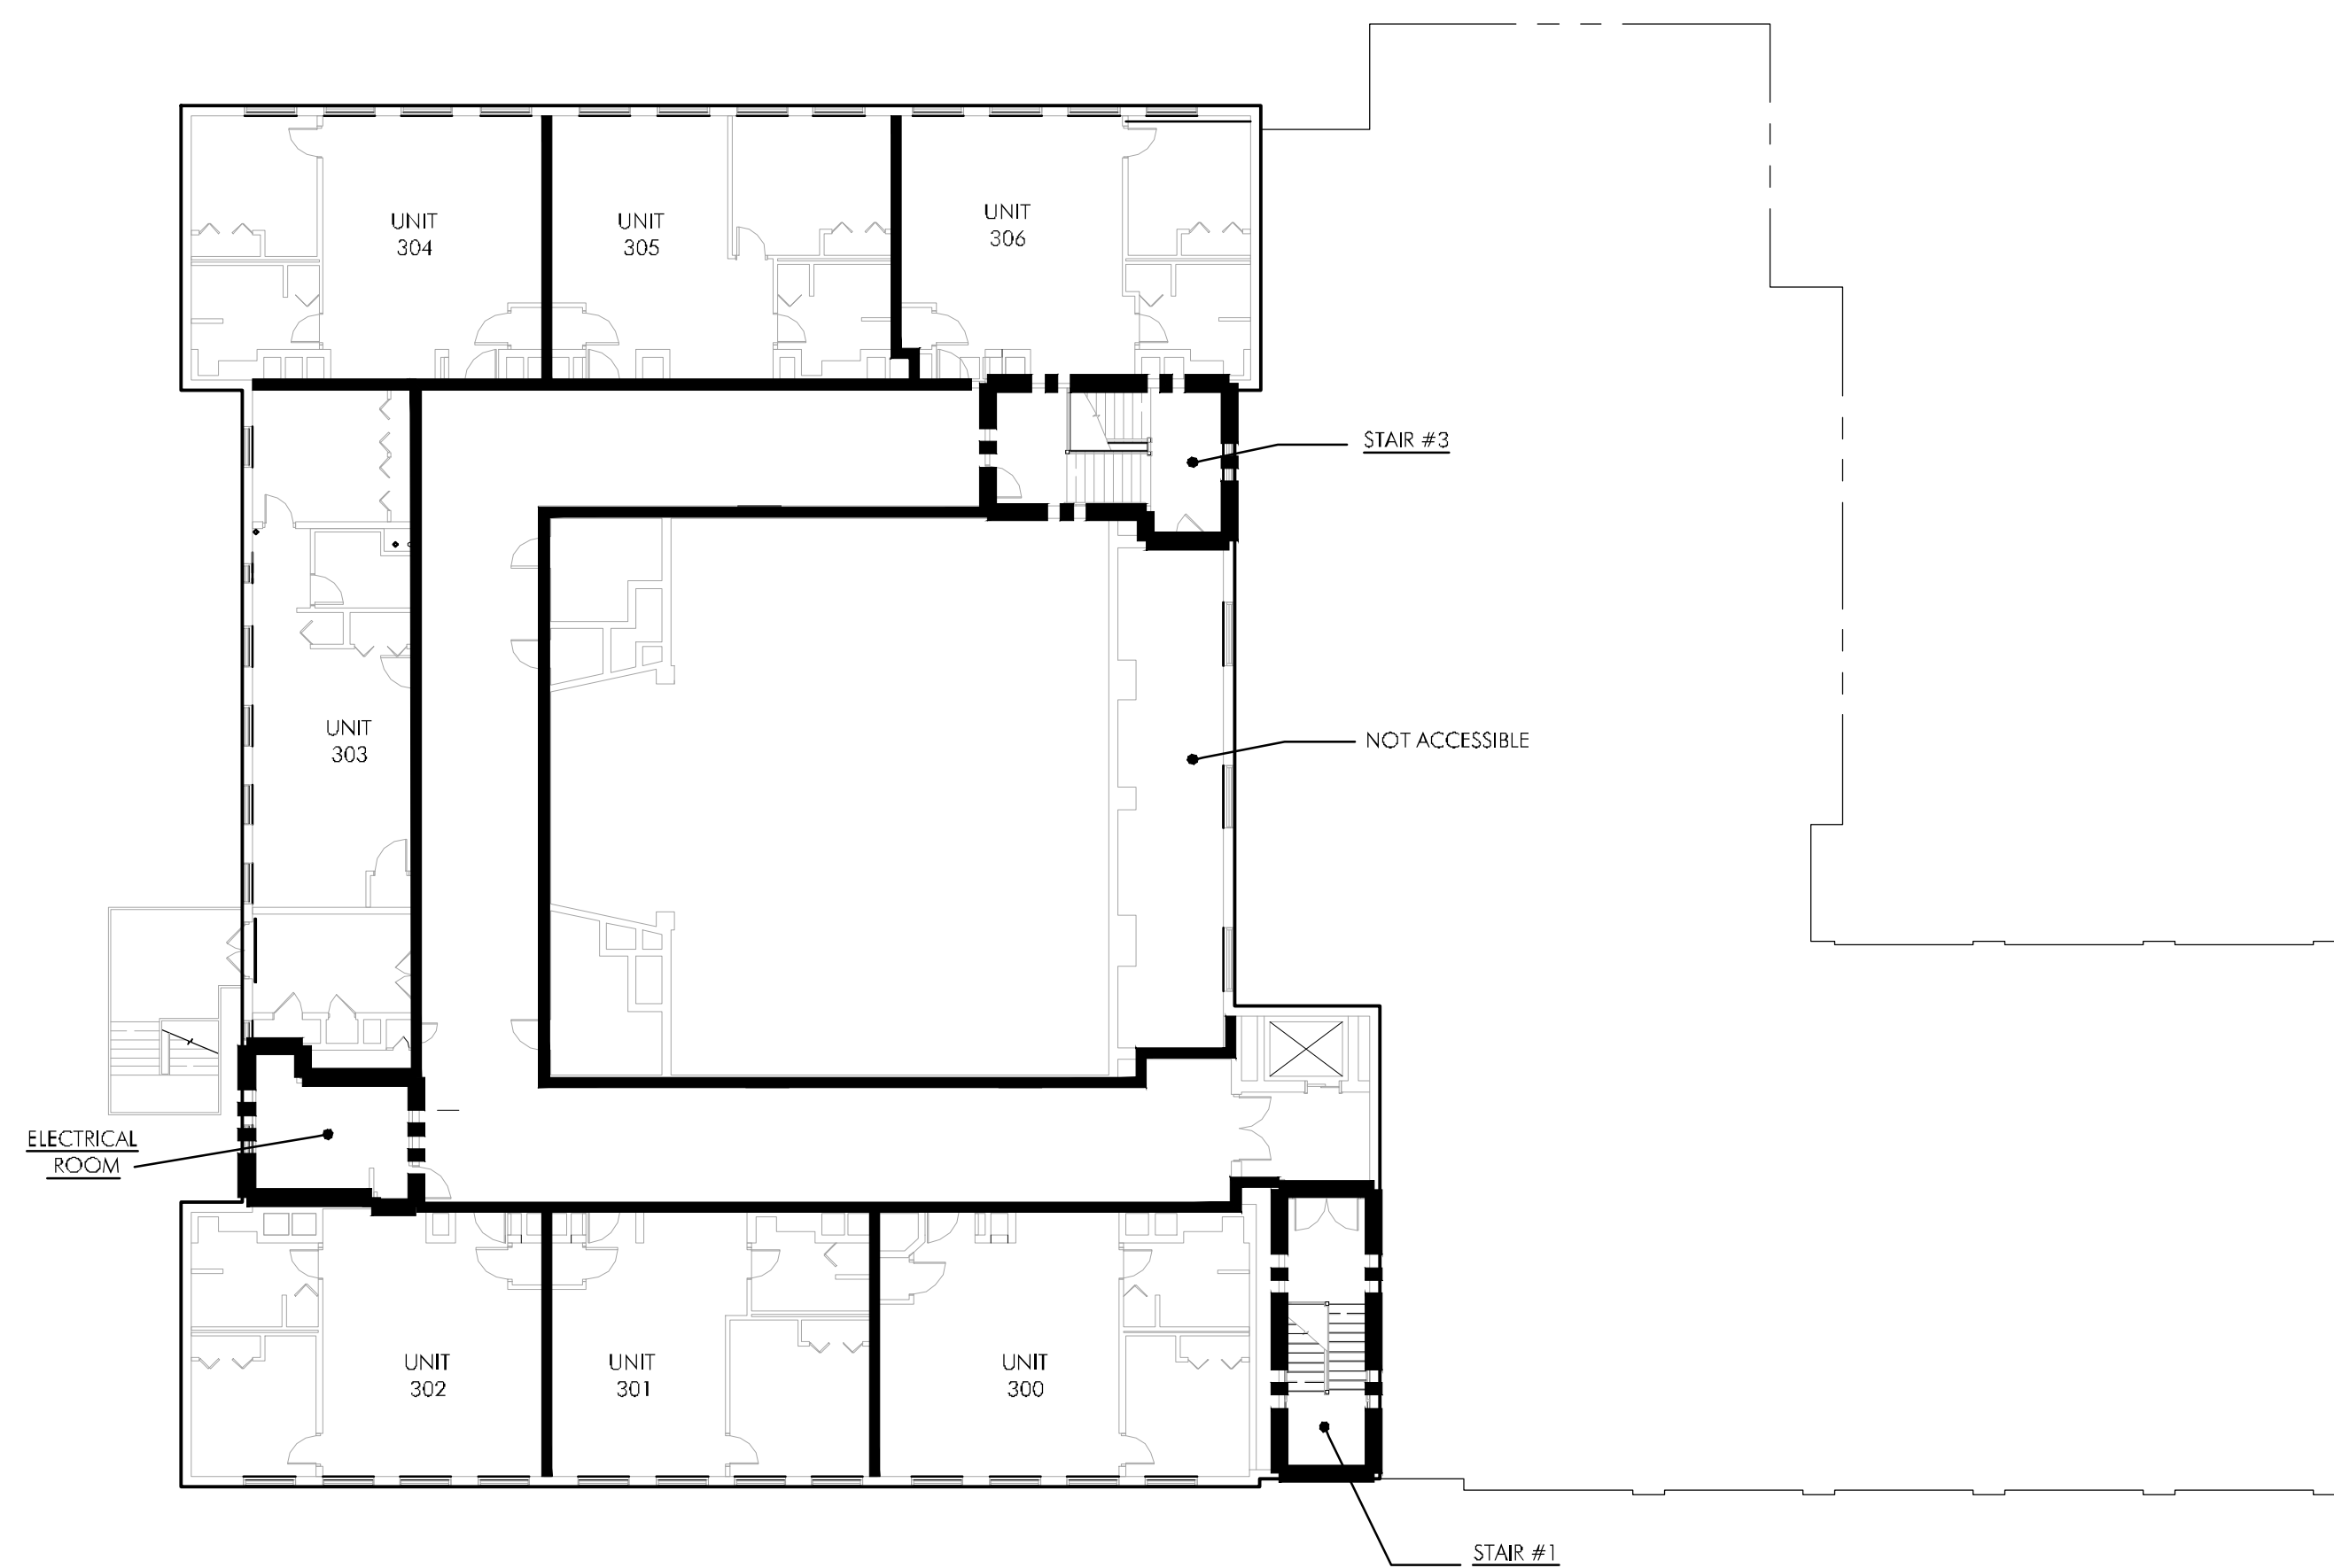 UNIT
304
UNIT
305
UNIT
306
STAIR #3
UNIT
303
NOT ACCESSIBLE
ELECTRICAL
ROOM
UNIT
302
UNIT
301
UNIT
300
STAIR #1